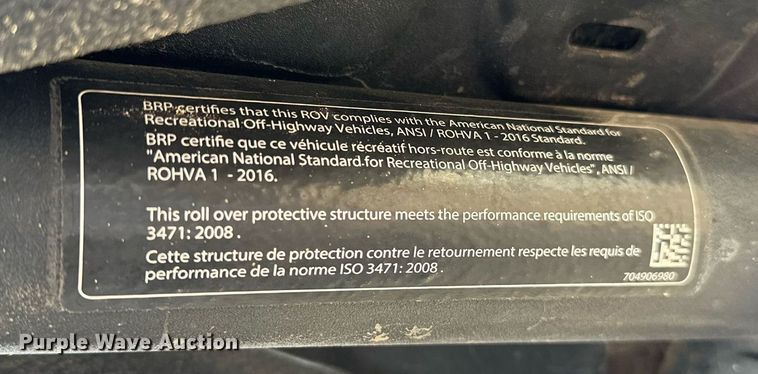 BRP certifies that this ROV complies with the American National Standard for
Recreational Off-Highway Vehicles, ANSI / ROHVA 1 - 2016 Standard.
BRP certifie que ce véhicule récréatif hors-route est conforme à la norme
"American National Standard for Recreational Off-Highway Vehicles", ANSI /
ROHVA 1 - 2016.
This roll over protective structure meets the performance requirements of ISO
3471: 2008 .
Cette structure de protection contre le retournement respecte les requis de
performance de la norme ISO 3471: 2008 .
704906980
Purple Wave Auction